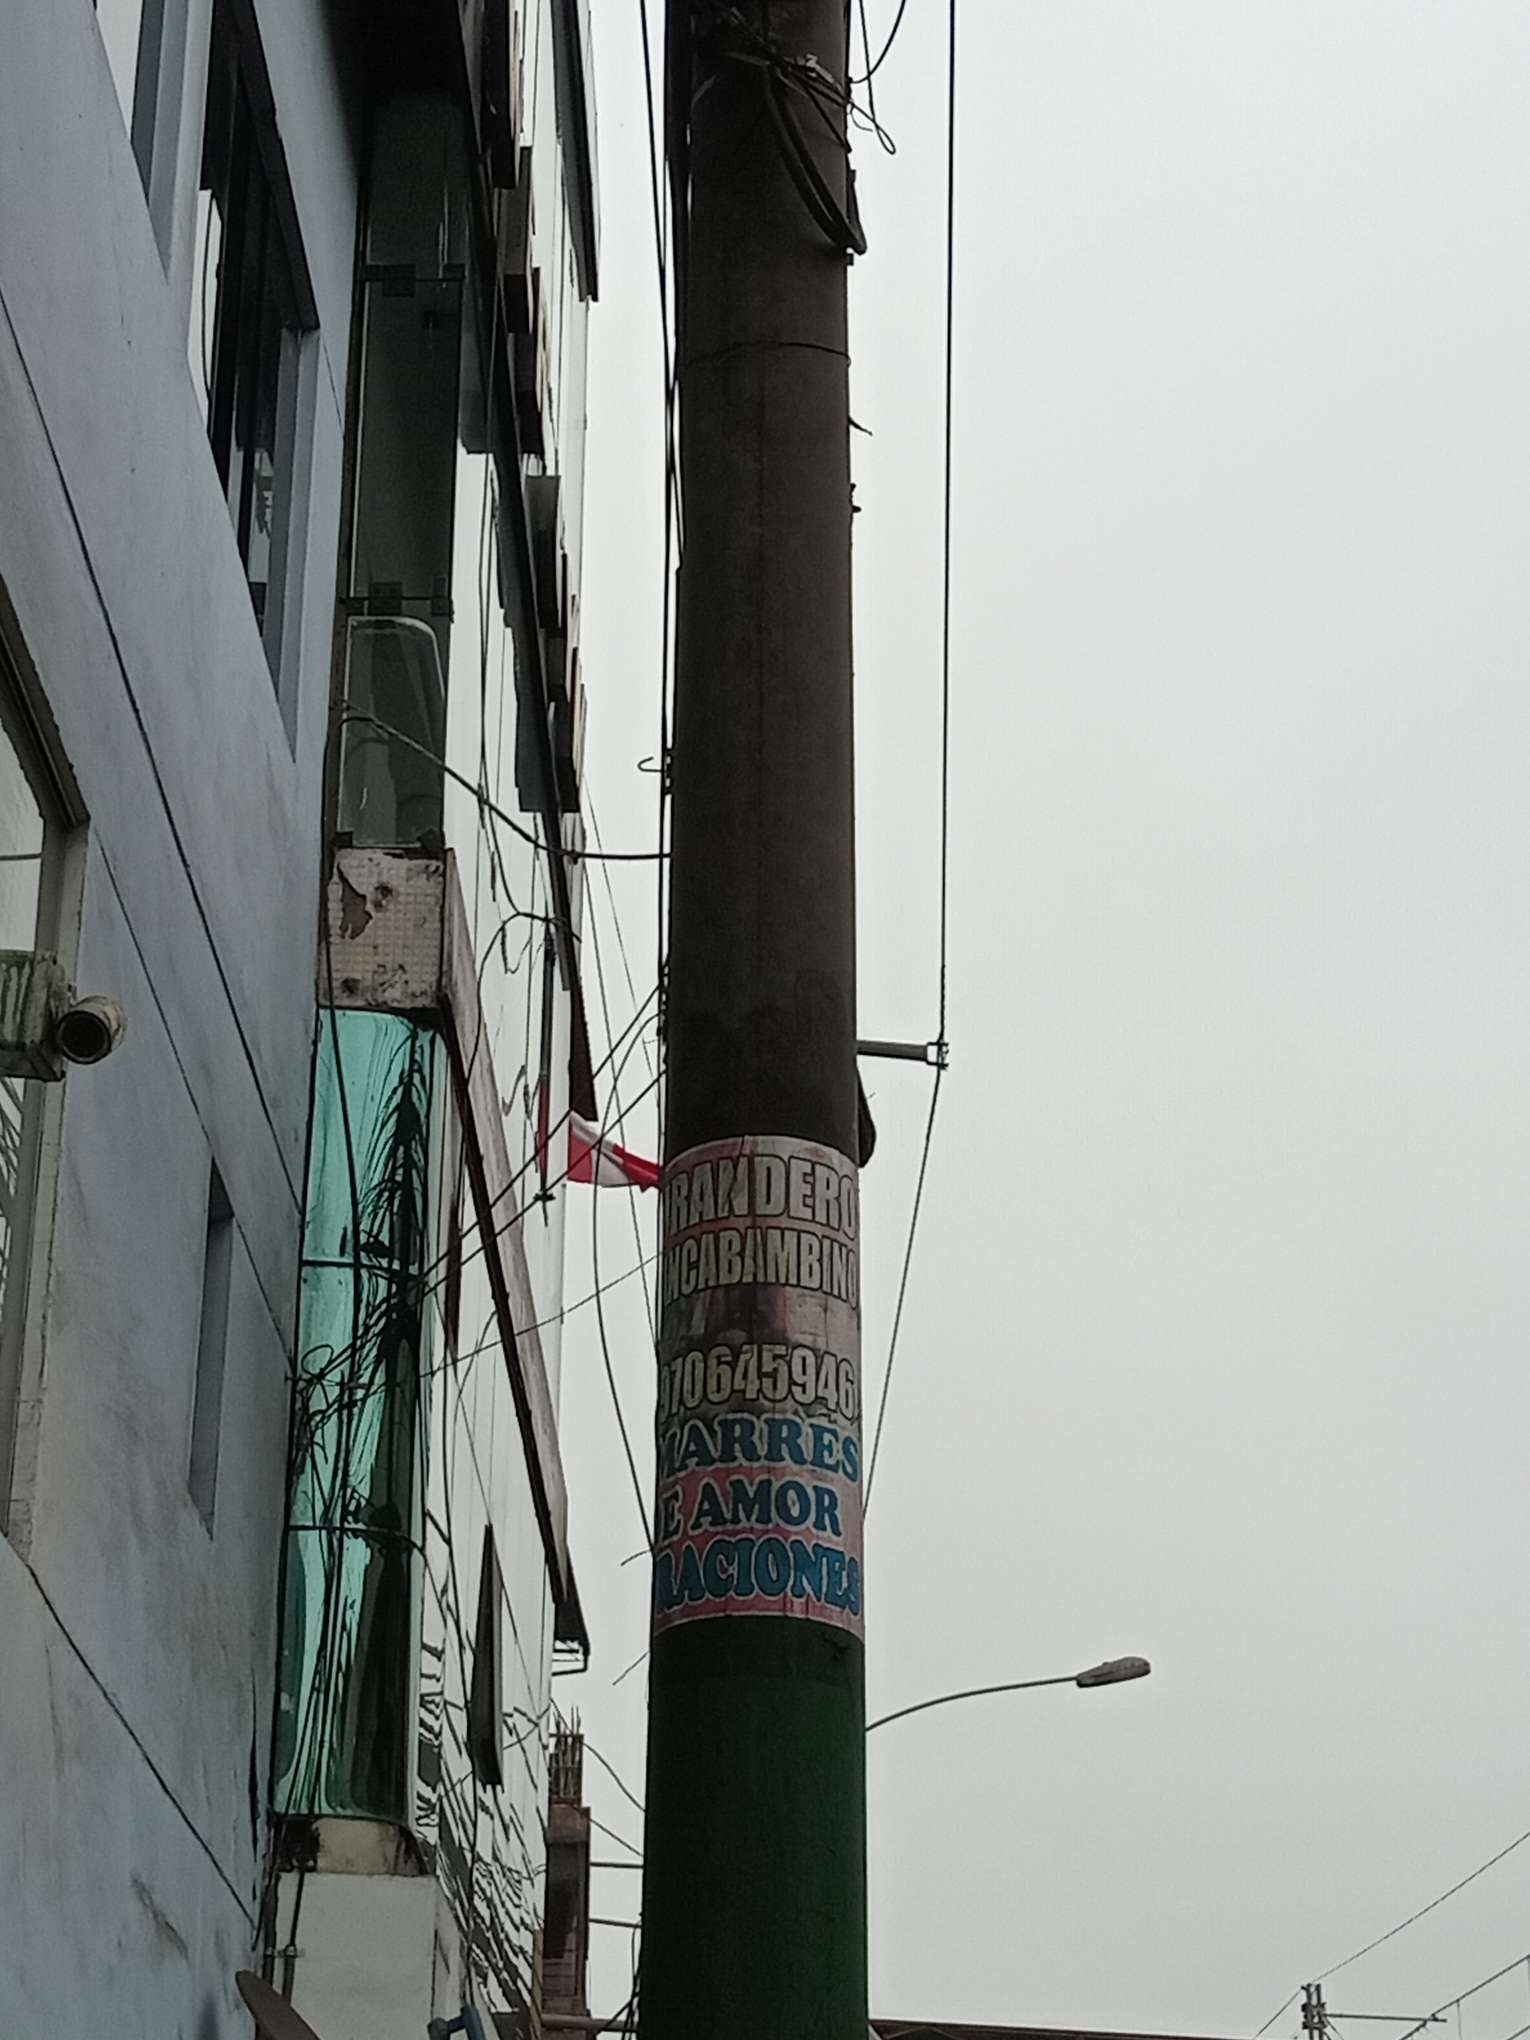 RANDERO
NCABAMBINO
970645946
MARRES
E AMOR
RACIONES